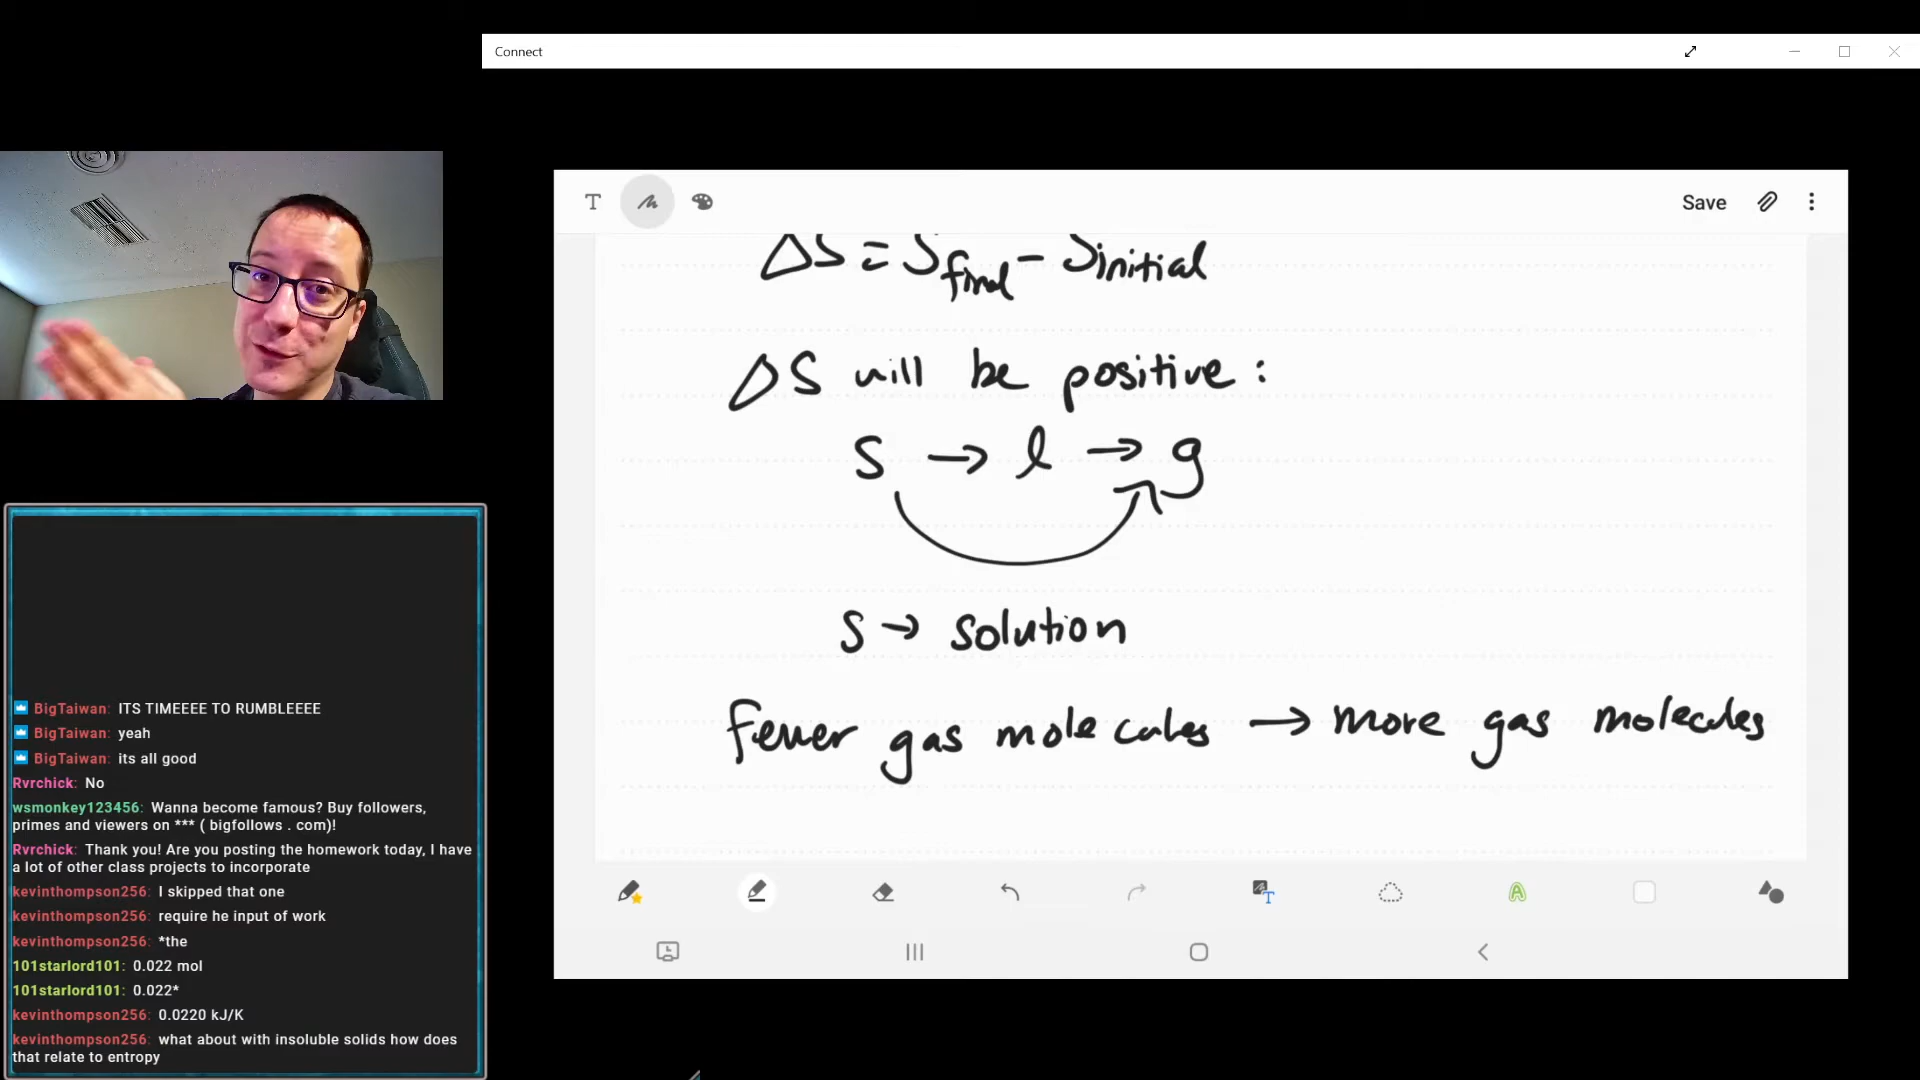 Connect
Save
ΔS = Sfinal - Sinitial
ΔS will be positive:
s → l → g
s → solution
fewer gas molecules → more gas molecules
BigTaiwan: ITS TIMEEEE TO RUMBLEEEE
BigTaiwan: yeah
BigTaiwan: its all good
Rvrchick: No
wsmonkey123456: Wanna become famous? Buy followers,
primes and viewers on *** ( bigfollows . com)!
Rvrchick: Thank you! Are you posting the homework today, I have
a lot of other class projects to incorporate
kevinthompson256: I skipped that one
kevinthompson256: require he input of work
kevinthompson256: *the
101starlord101: 0.022 mol
101starlord101: 0.022*
kevinthompson256: 0.0220 kJ/K
kevinthompson256: what about with insoluble solids how does
that relate to entropy